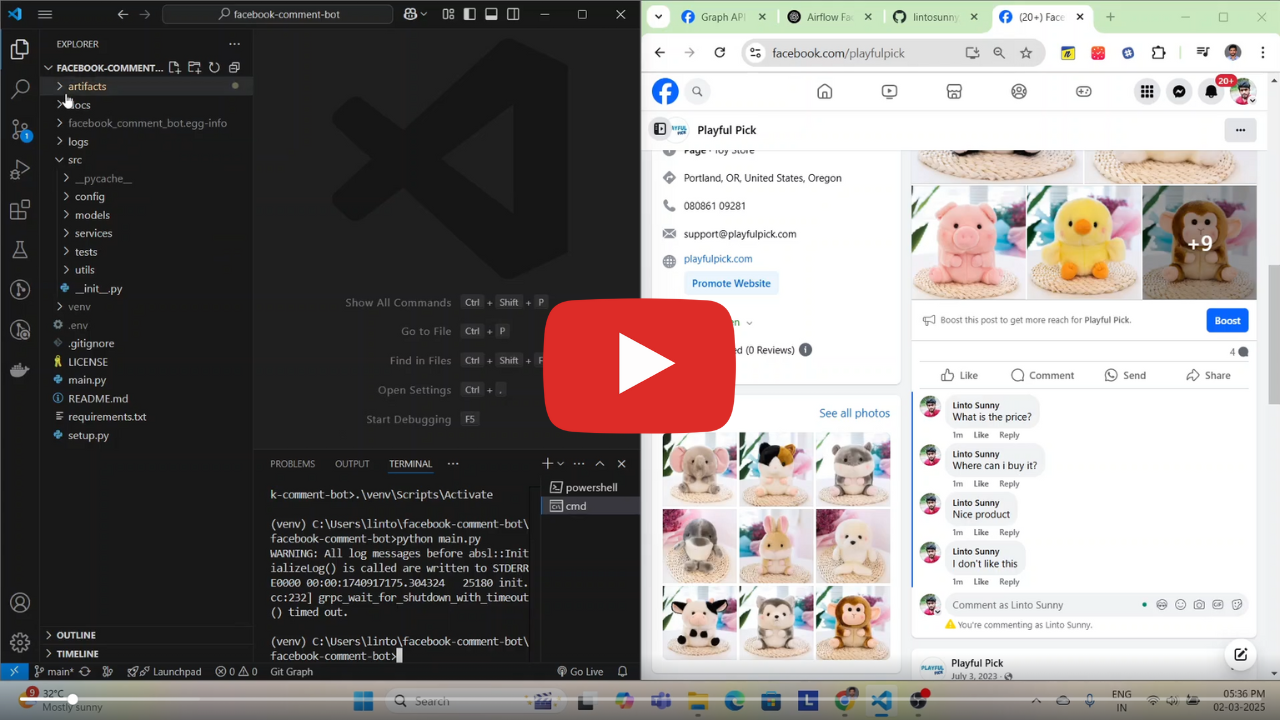 facebook-comment-bot
EXPLORER
FACEBOOK-COMMENT...
artifacts
docs
facebook_comment_bot.egg-info
logs
src
__pycache__
config
models
services
tests
utils
__init__.py
venv
.env
.gitignore
LICENSE
main.py
README.md
requirements.txt
setup.py
OUTLINE
TIMELINE
Show All Commands Ctrl + Shift + P
Go to File Ctrl + P
Find in Files Ctrl + Shift + F
Open Settings Ctrl + ,
Start Debugging F5
PROBLEMS OUTPUT TERMINAL
powershell
cmd
k-comment-bot>.\venv\Scripts\Activate
(venv) C:\Users\linto\facebook-comment-bot\
facebook-comment-bot>python main.py
WARNING: All log messages before absl::Init
ializeLog() is called are written to STDERR
E0000 00:00:1740917175.304324 25180 init.
cc:232] grpc_wait_for_shutdown_with_timeout
() timed out.
(venv) C:\Users\linto\facebook-comment-bot\
facebook-comment-bot>
1
main* Launchpad 0 0 Git Graph Go Live
Graph API
Airflow Fa
lintosunny
(20+) Face
facebook.com/playfulpick
20+
PLAYFUL PICK
Playful Pick
Page · Toy Store
Portland, OR, United States, Oregon
080861 09281
support@playfulpick.com
playfulpick.com
Promote Website
(0 Reviews)
See all photos
+9
Boost this post to get more reach for Playful Pick.
Boost
4
Like Comment Send Share
Linto Sunny
What is the price?
1m Like Reply
Linto Sunny
Where can i buy it?
1m Like Reply
Linto Sunny
Nice product
1m Like Reply
Linto Sunny
I don't like this
1m Like Reply
Comment as Linto Sunny
You're commenting as Linto Sunny.
PLAYFUL PICK
Playful Pick
July 3, 2023
9
32°C
Mostly sunny
Search
L
ENG
IN
05:36 PM
02-03-2025